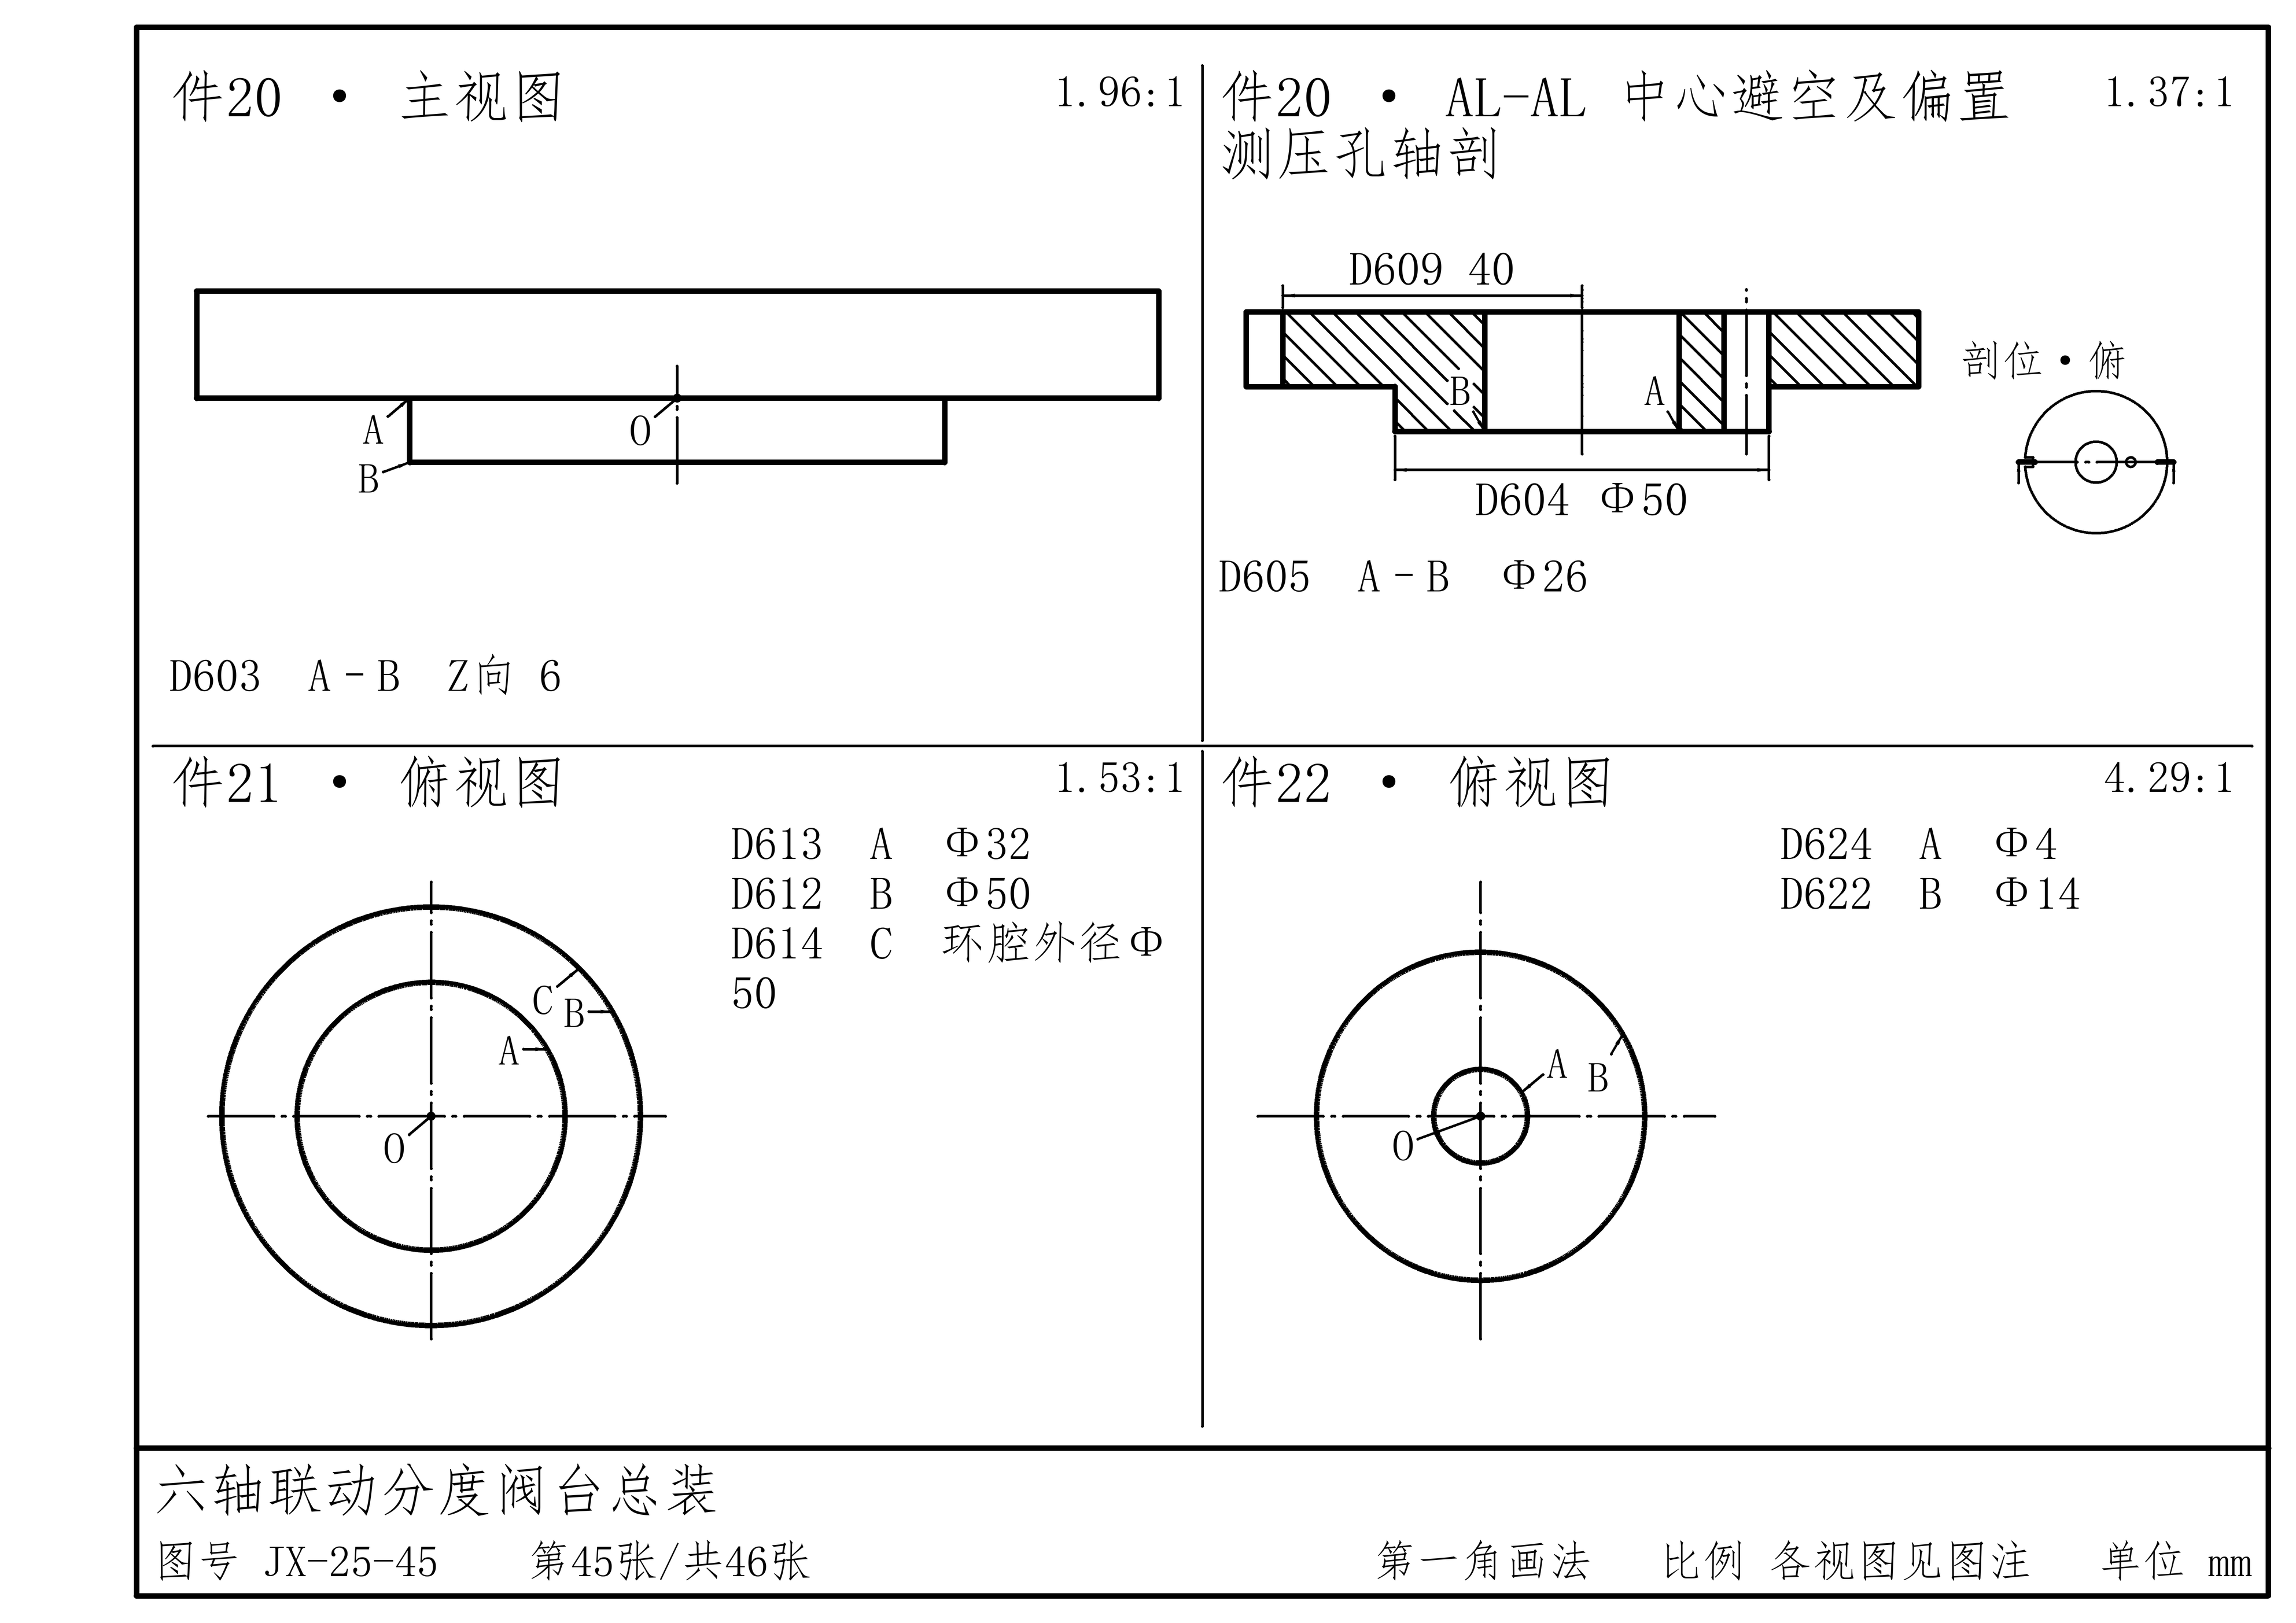 件20 · 主视图 1.96:1
A
O
B
D603 A-B Z向 6
件20 · AL-AL 中心避空及偏置 1.37:1
测压孔轴剖
D609 40
B A
剖位·俯
D604 Φ50
D605 A-B Φ26
件21 · 俯视图 1.53:1
D613 A Φ32
D612 B Φ50
D614 C 环腔外径Φ
50
C B
A
O
件22 · 俯视图 4.29:1
D624 A Φ4
D622 B Φ14
A B
O
六轴联动分度阀台总装
图号 JX-25-45 第45张/共46张 第一角画法 比例 各视图见图注 单位 mm